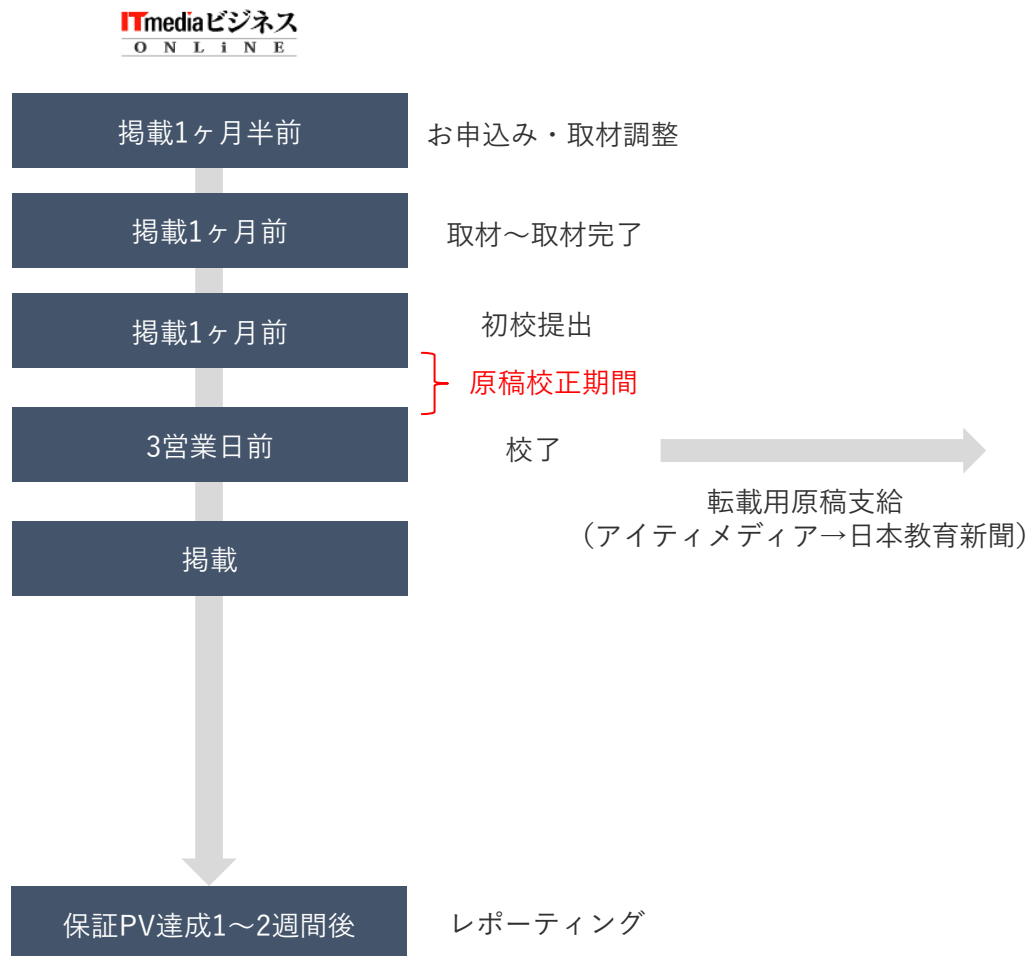 ITmediaビジネス
ONLiNE
掲載1ヶ月半前
お申込み・取材調整
掲載1ヶ月前
取材～取材完了
掲載1ヶ月前
初校提出
原稿校正期間
3営業日前
校了
転載用原稿支給
（アイティメディア→日本教育新聞）
掲載
保証PV達成1～2週間後
レポーティング